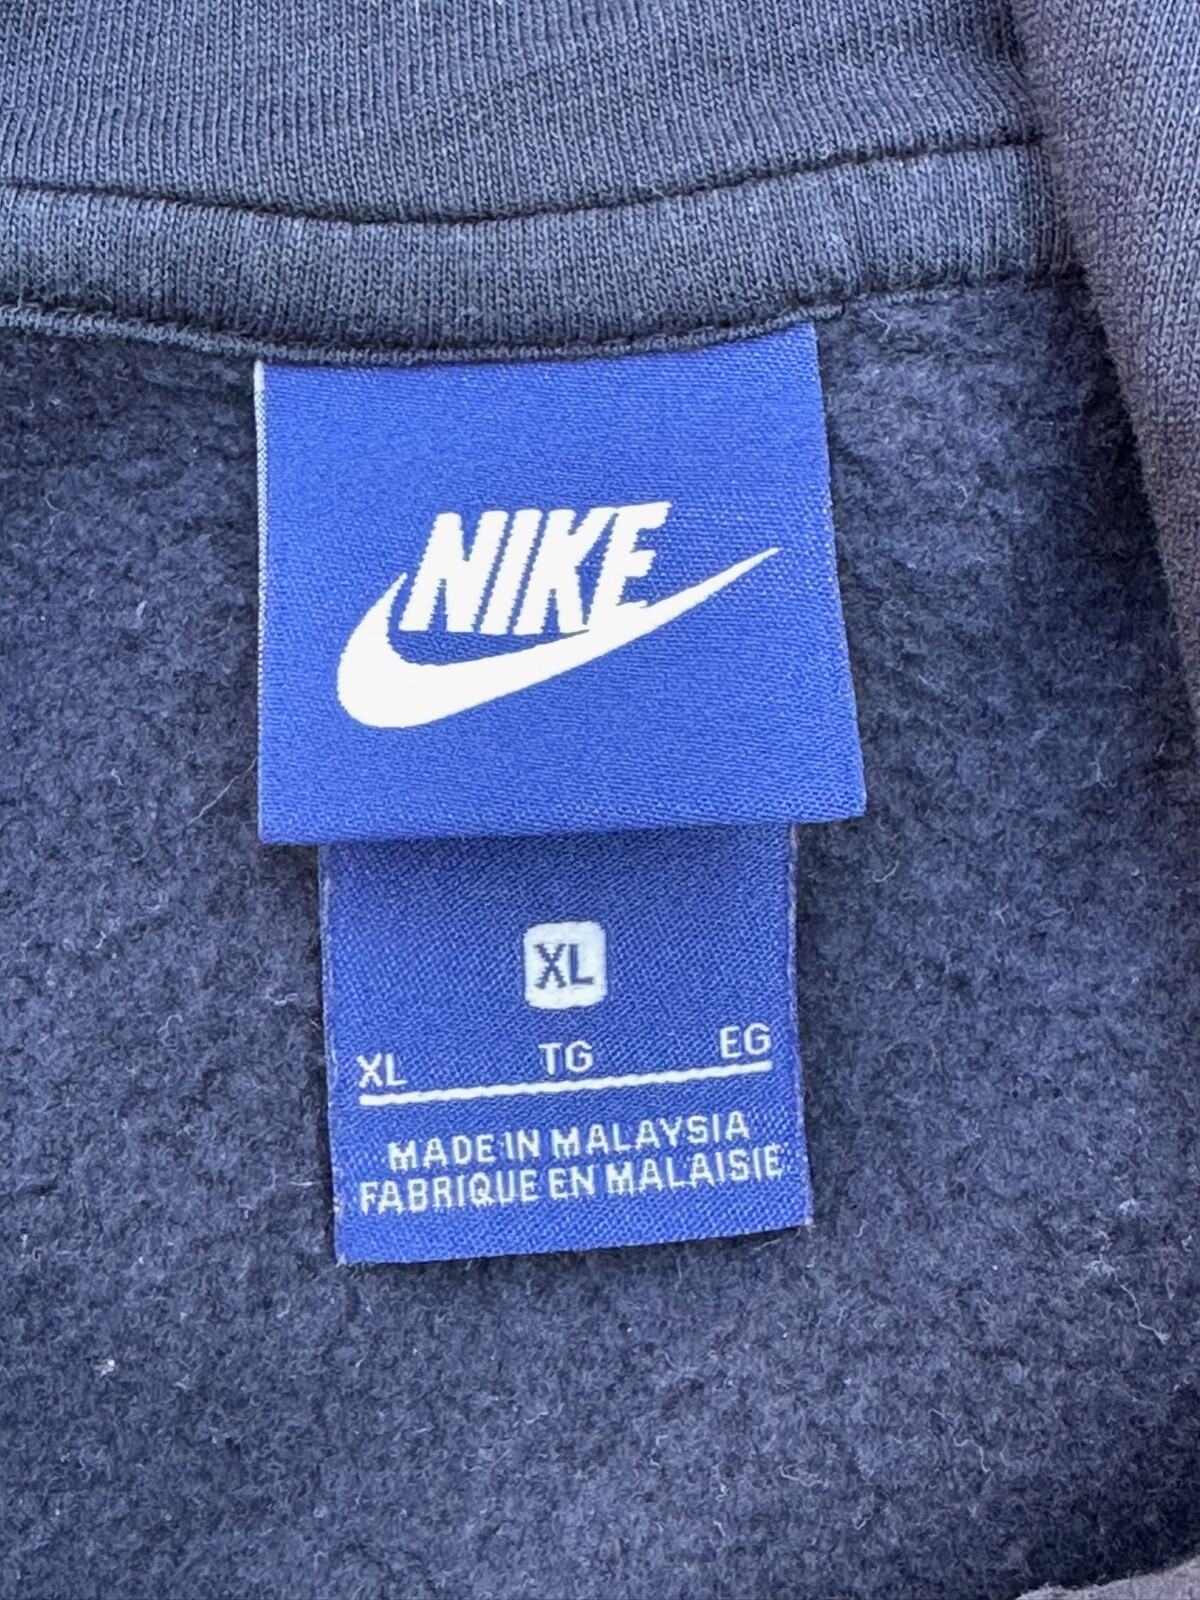 NIKE
XL
XL TG EG
MADE IN MALAYSIA
FABRIQUE EN MALAISIE